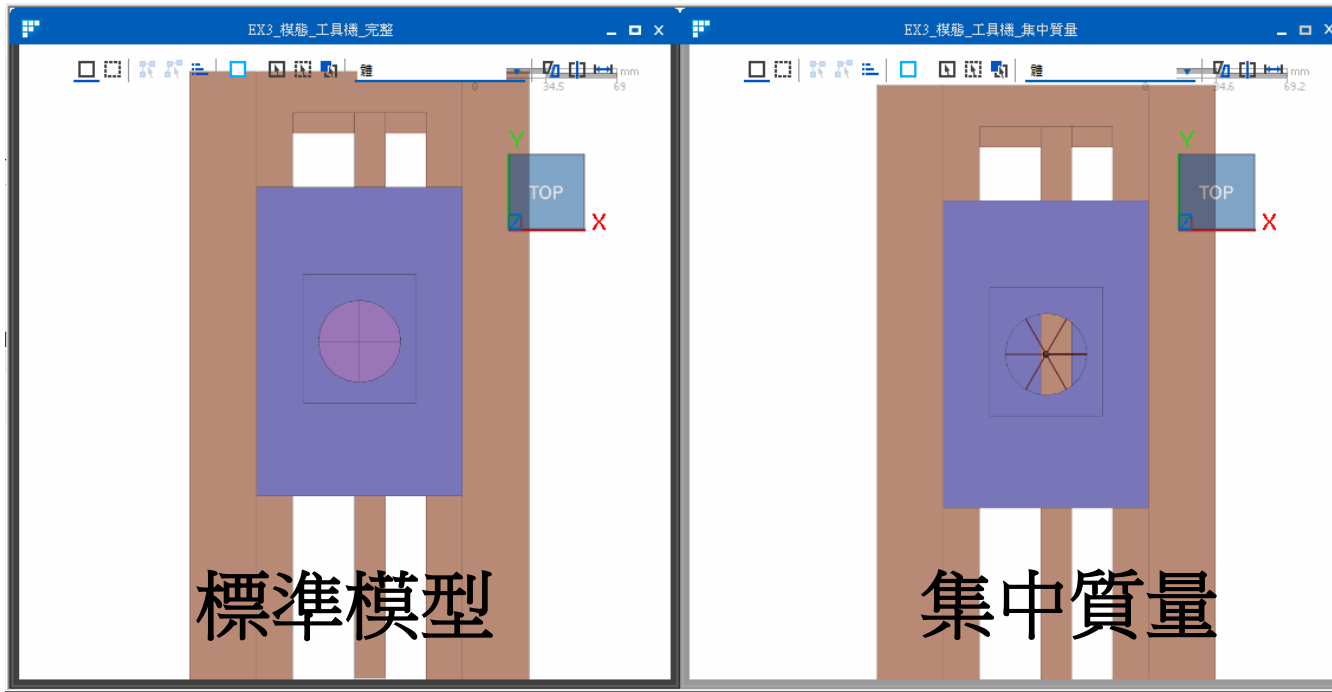 EX3_模態_工具機_完整
體
mm
0 34.5 69
Y
TOP
Z
X
標準模型
EX3_模態_工具機_集中質量
體
mm
0 34.6 69.2
Y
TOP
Z
X
集中質量